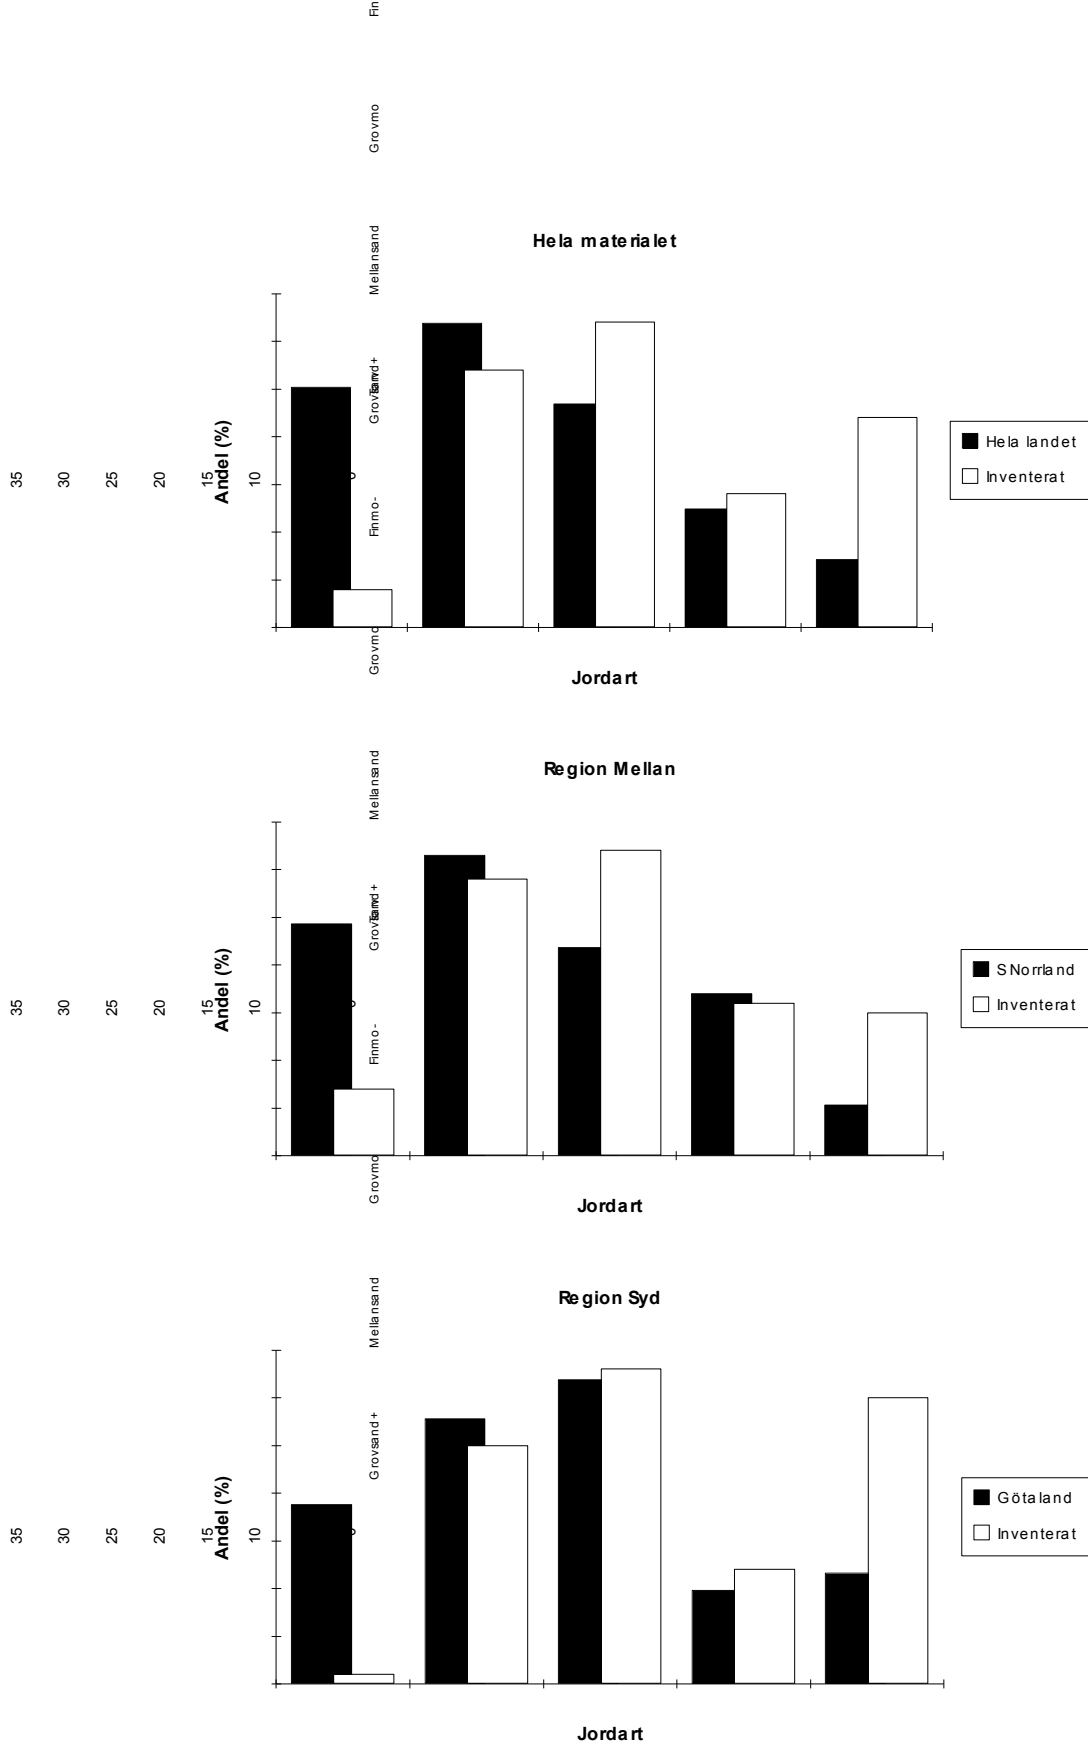 Fin
Grovmo
Mellansand
Grovsand+
Torv
Finmo-
Hela materialet
Andel (%)
35
30
25
20
15
10
Hela landet
Inventerat
Jordart
Grovmo
Mellansand
Grovsand+
Torv
Finmo-
Region Mellan
Andel (%)
35
30
25
20
15
10
S Norrland
Inventerat
Jordart
Grovmo
Mellansand
Grovsand+
Region Syd
Andel (%)
35
30
25
20
15
10
Götaland
Inventerat
Jordart